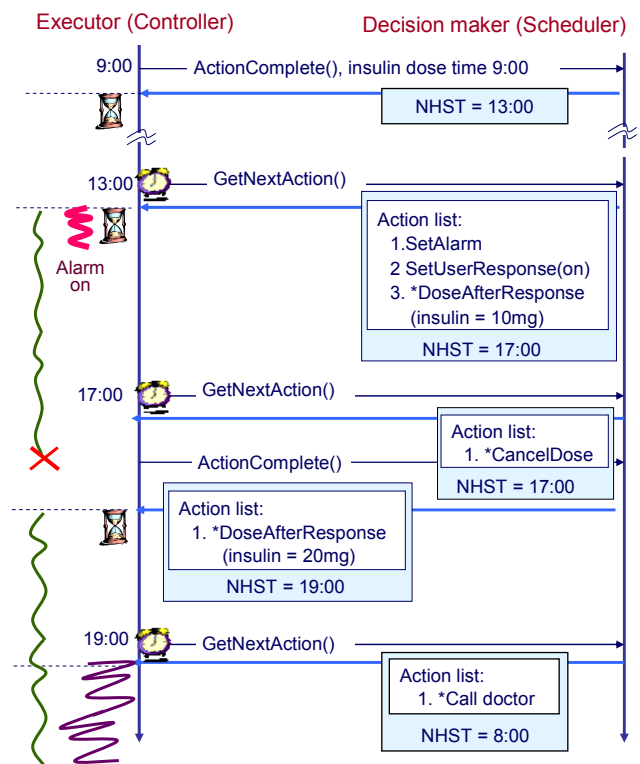 Executor (Controller)
Decision maker (Scheduler)
9:00
ActionComplete(), insulin dose time 9:00
NHST = 13:00
13:00
GetNextAction()
Action list:
1.SetAlarm
2 SetUserResponse(on)
3. *DoseAfterResponse
(insulin = 10mg)
NHST = 17:00
Alarm
on
17:00
GetNextAction()
Action list:
1. *CancelDose
NHST = 17:00
ActionComplete()
Action list:
1. *DoseAfterResponse
(insulin = 20mg)
NHST = 19:00
19:00
GetNextAction()
Action list:
1. *Call doctor
NHST = 8:00